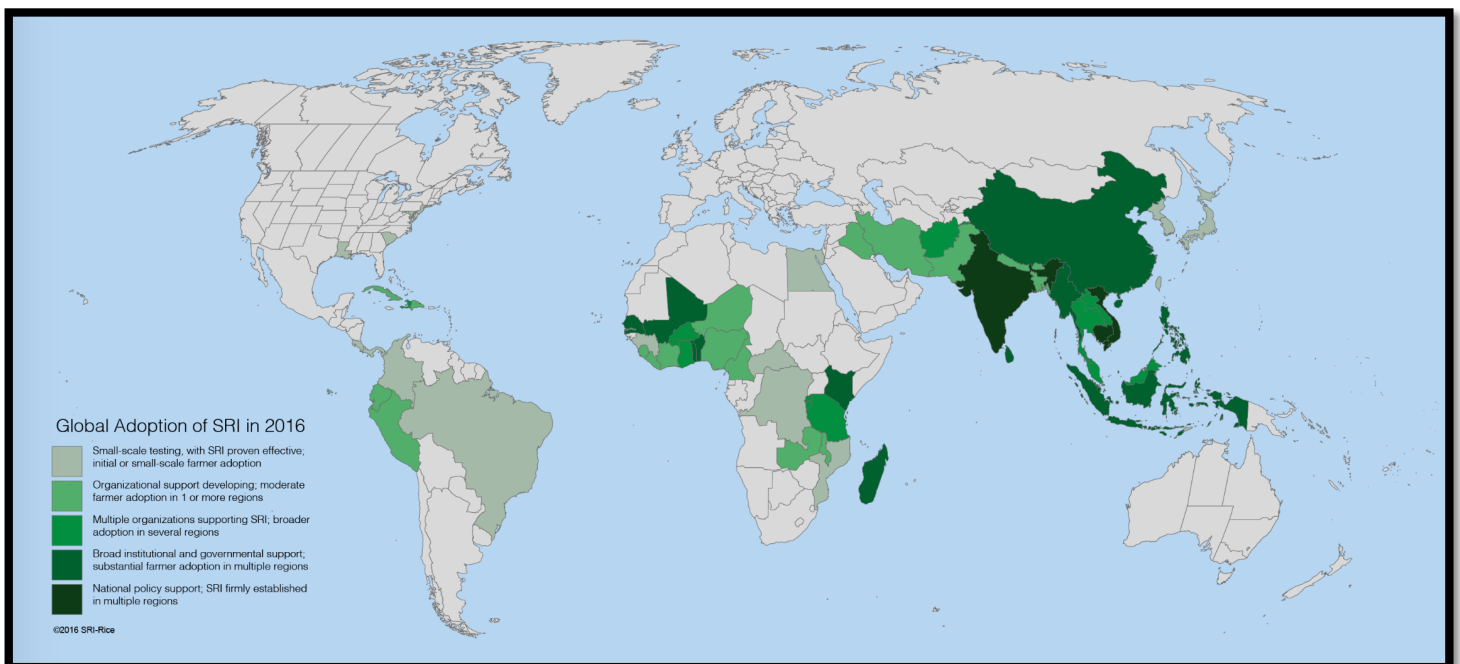 Global Adoption of SRI in 2016
Small-scale testing, with SRI proven effective;
initial or small-scale farmer adoption
Organizational support developing; moderate
farmer adoption in 1 or more regions
Multiple organizations supporting SRI; broader
adoption in several regions
Broad institutional and governmental support;
substantial farmer adoption in multiple regions
National policy support; SRI firmly established
in multiple regions
©2016 SRI-Rice